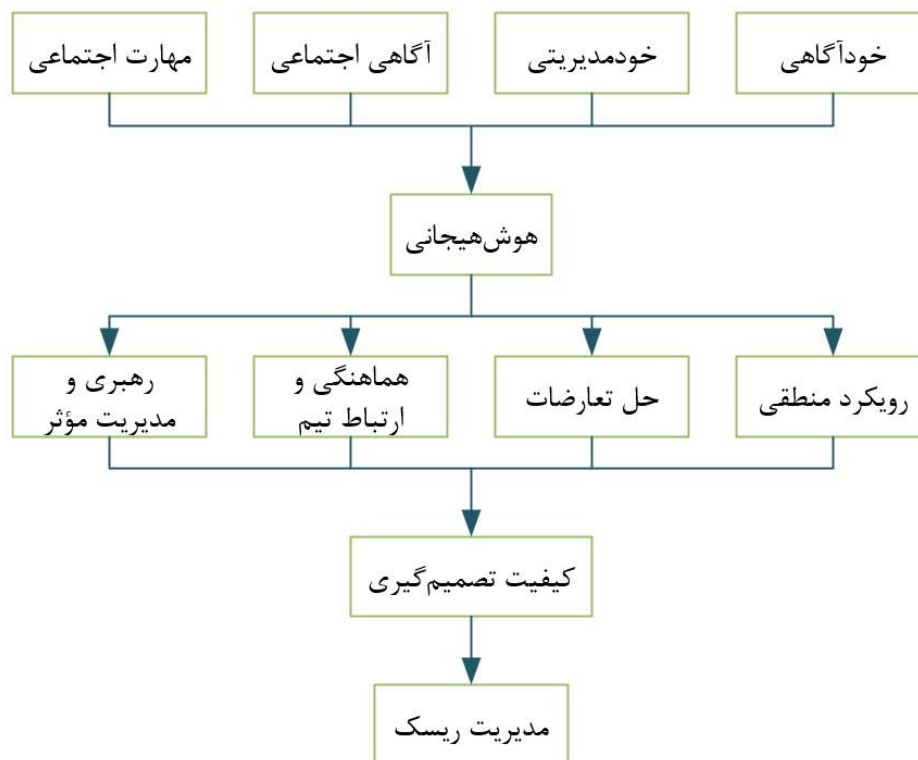 خودآگاهی
خودمدیریتی
آگاهی اجتماعی
مهارت اجتماعی
هوش‌هیجانی
رویکرد منطقی
حل تعارضات
هماهنگی و
ارتباط تیم
رهبری و
مدیریت مؤثر
کیفیت تصمیم‌گیری
مدیریت ریسک